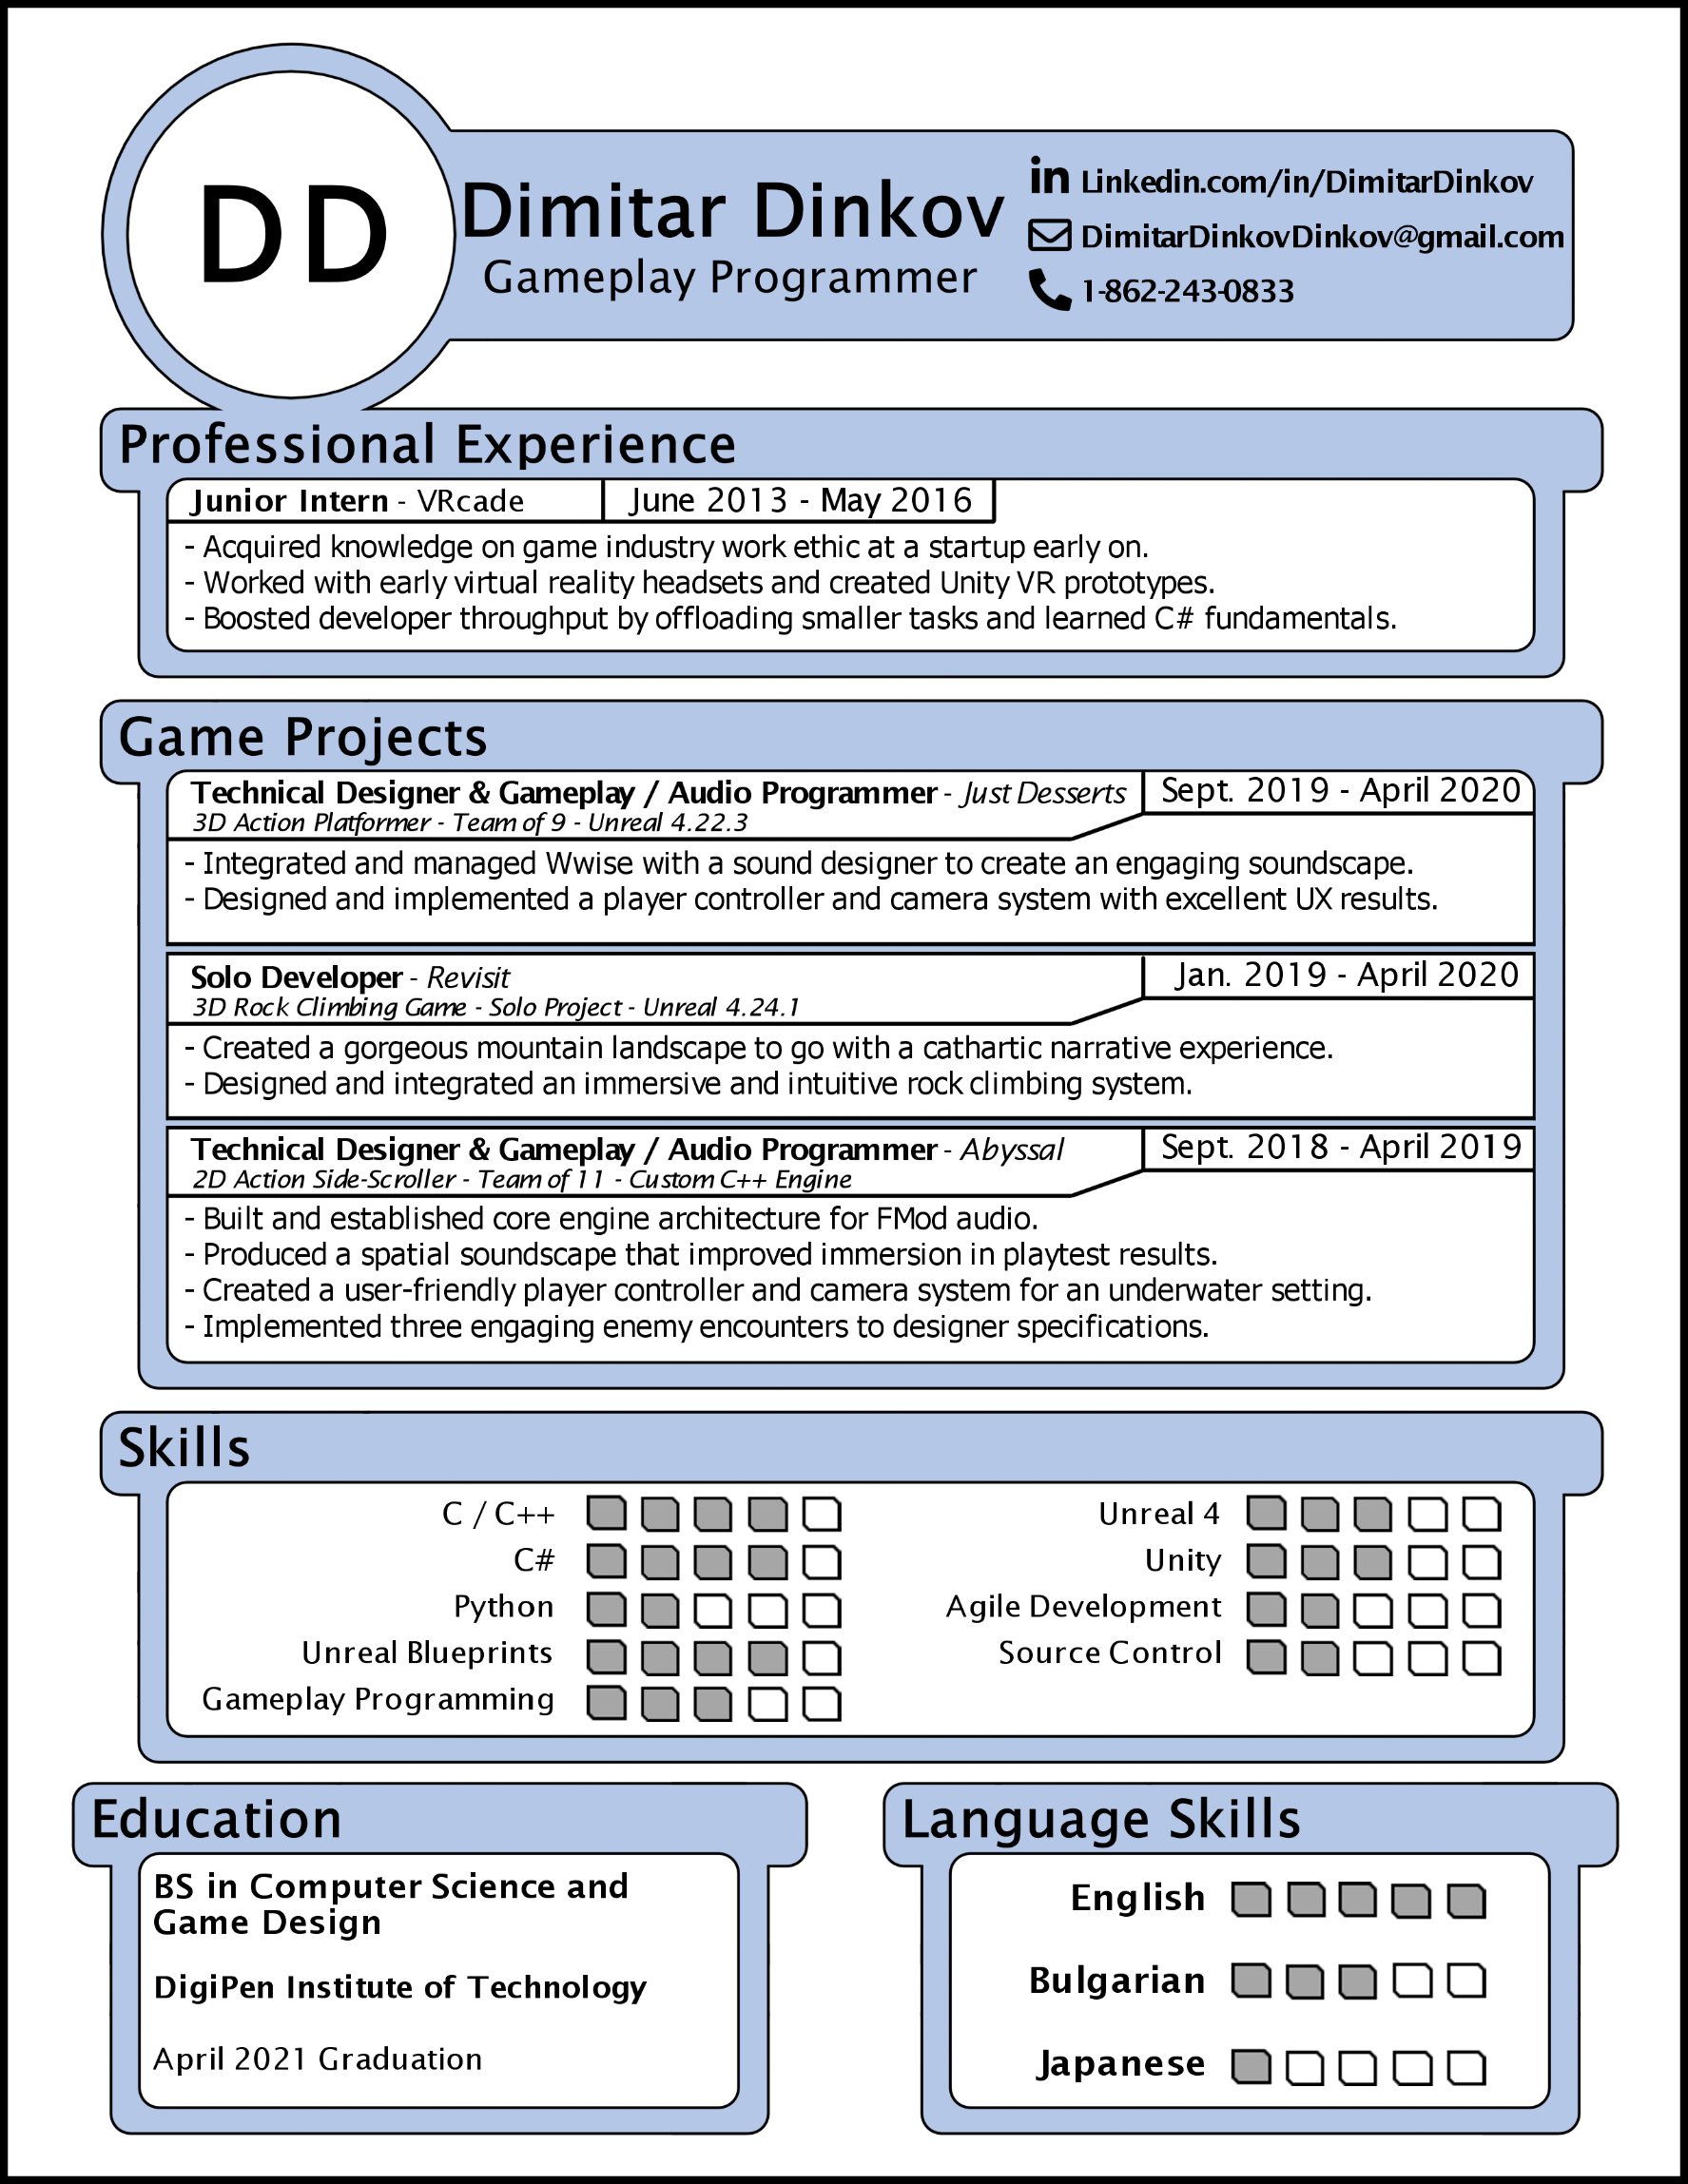 DD
Dimitar Dinkov
Gameplay Programmer
in Linkedin.com/in/DimitarDinkov
DimitarDinkovDinkov@gmail.com
1-862-243-0833
Professional Experience
Junior Intern - VRcade June 2013 - May 2016
- Acquired knowledge on game industry work ethic at a startup early on.
- Worked with early virtual reality headsets and created Unity VR prototypes.
- Boosted developer throughput by offloading smaller tasks and learned C# fundamentals.
Game Projects
Technical Designer & Gameplay / Audio Programmer - Just Desserts Sept. 2019 - April 2020
3D Action Platformer - Team of 9 - Unreal 4.22.3
- Integrated and managed Wwise with a sound designer to create an engaging soundscape.
- Designed and implemented a player controller and camera system with excellent UX results.
Solo Developer - Revisit Jan. 2019 - April 2020
3D Rock Climbing Game - Solo Project - Unreal 4.24.1
- Created a gorgeous mountain landscape to go with a cathartic narrative experience.
- Designed and integrated an immersive and intuitive rock climbing system.
Technical Designer & Gameplay / Audio Programmer - Abyssal Sept. 2018 - April 2019
2D Action Side-Scroller - Team of 11 - Custom C++ Engine
- Built and established core engine architecture for FMod audio.
- Produced a spatial soundscape that improved immersion in playtest results.
- Created a user-friendly player controller and camera system for an underwater setting.
- Implemented three engaging enemy encounters to designer specifications.
Skills
C / C++
C#
Python
Unreal Blueprints
Gameplay Programming
Unreal 4
Unity
Agile Development
Source Control
Education
BS in Computer Science and
Game Design
DigiPen Institute of Technology
April 2021 Graduation
Language Skills
English
Bulgarian
Japanese